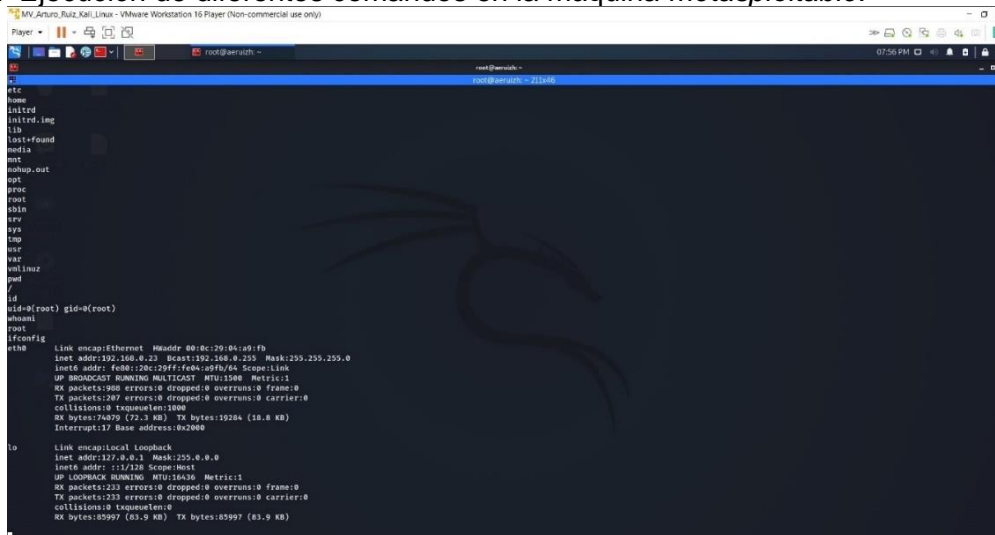 Ejecución de diferentes comandos en la máquina metasploitable.
MV_Arturo_Ruiz_Kali_Linux - VMware Workstation 16 Player (Non-commercial use only)
Player
root@aeruizh: ~
07:56 PM
root@aeruizh: ~
root@aeruizh: ~ 211x46
etc
home
initrd
initrd.img
lib
lost+found
media
mnt
nohup.out
opt
proc
root
sbin
srv
sys
tmp
usr
var
vmlinuz
pwd
/
id
uid=0(root) gid=0(root)
whoami
root
ifconfig
eth0 Link encap:Ethernet HWaddr 00:0c:29:04:a9:fb
inet addr:192.168.0.23 Bcast:192.168.0.255 Mask:255.255.255.0
inet6 addr: fe80::20c:29ff:fe04:a9fb/64 Scope:Link
UP BROADCAST RUNNING MULTICAST MTU:1500 Metric:1
RX packets:908 errors:0 dropped:0 overruns:0 frame:0
TX packets:207 errors:0 dropped:0 overruns:0 carrier:0
collisions:0 txqueuelen:1000
RX bytes:74079 (72.3 KB) TX bytes:19284 (18.8 KB)
Interrupt:17 Base address:0x2000
lo Link encap:Local Loopback
inet addr:127.0.0.1 Mask:255.0.0.0
inet6 addr: ::1/128 Scope:Host
UP LOOPBACK RUNNING MTU:16436 Metric:1
RX packets:233 errors:0 dropped:0 overruns:0 frame:0
TX packets:233 errors:0 dropped:0 overruns:0 carrier:0
collisions:0 txqueuelen:0
RX bytes:85997 (83.9 KB) TX bytes:85997 (83.9 KB)